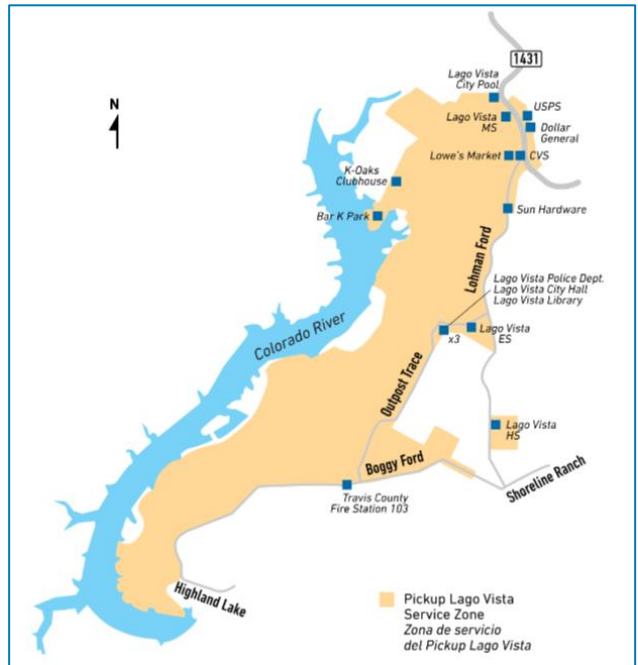 1431
Lago Vista
City Pool
N
USPS
Lago Vista
MS
Dollar
General
Lowe's Market
CVS
K-Oaks
Clubhouse
Bar K Park
Sun Hardware
Lohman Ford
Lago Vista Police Dept.
Lago Vista City Hall
Lago Vista Library
Colorado River
x3
Lago Vista
ES
Outpost Trace
Lago Vista
HS
Boggy Ford
Shoreline Ranch
Travis County
Fire Station 103
Highland Lake
Pickup Lago Vista
Service Zone
Zona de servicio
del Pickup Lago Vista